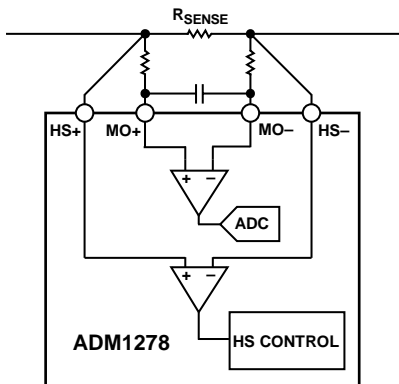 RSENSE
HS+
MO+
MO–
HS–
+ –
ADC
+ –
ADM1278
HS CONTROL